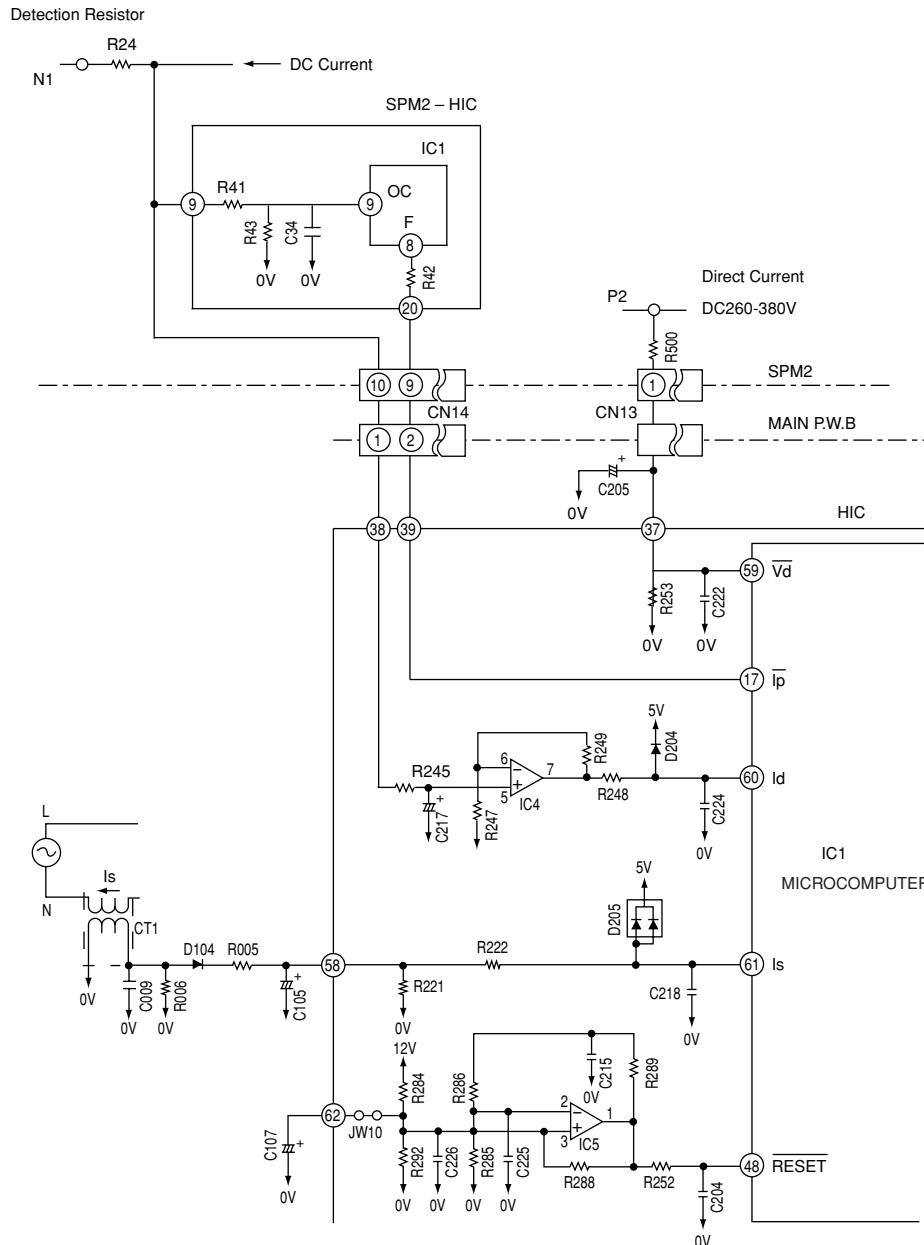 Detection Resistor
R24
N1
DC Current
SPM2 – HIC
IC1
9
R41
9
OC
R43
C34
F
8
0V
0V
R42
20
Direct Current
P2
DC260-380V
R500
10
9
1
SPM2
CN14
CN13
1
2
MAIN P.W.B
+
C205
0V
HIC
38
39
37
59
Vd
R253
C222
0V
0V
17
Ip
5V
D204
R249
R245
6
−
7
+
5
IC4
R248
60
Id
+
C217
R247
C224
0V
L
IC1
MICROCOMPUTER
Is
N
CT1
5V
D205
D104
R005
58
R222
61
Is
0V
C009
R006
+
C105
R221
C218
0V
0V
0V
0V
0V
12V
R284
R286
C215
R289
0V
62
JW10
2
−
1
+
3
IC5
C107
+
R292
C226
R285
C225
R288
R252
48
RESET
C204
0V
0V
0V
0V
0V
0V